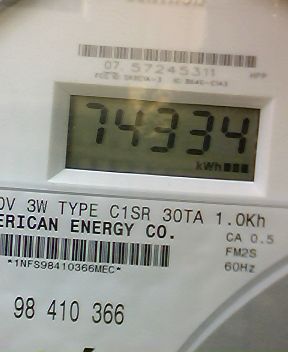 07. 57245311
HPP
74334
kWh
0V 3W TYPE C1SR 30TA 1.0Kh
ERICAN ENERGY CO.
CA 0.5
FM2S
*1NFS98410366MEC*
60Hz
98 410 366